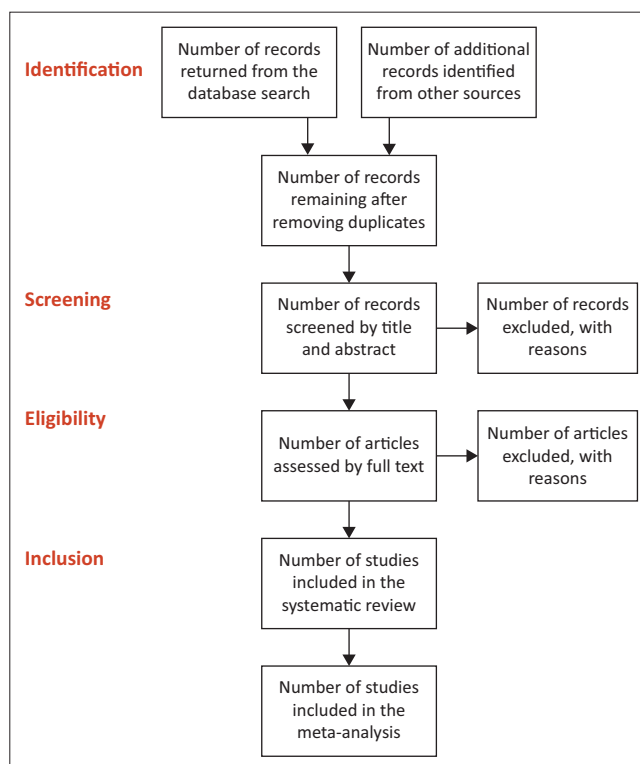 Identification
Number of records
returned from the
database search
Number of additional
records identified
from other sources
Number of records
remaining after
removing duplicates
Screening
Number of records
screened by title
and abstract
Number of records
excluded, with
reasons
Eligibility
Number of articles
assessed by full text
Number of articles
excluded, with
reasons
Inclusion
Number of studies
included in the
systematic review
Number of studies
included in the
meta-analysis